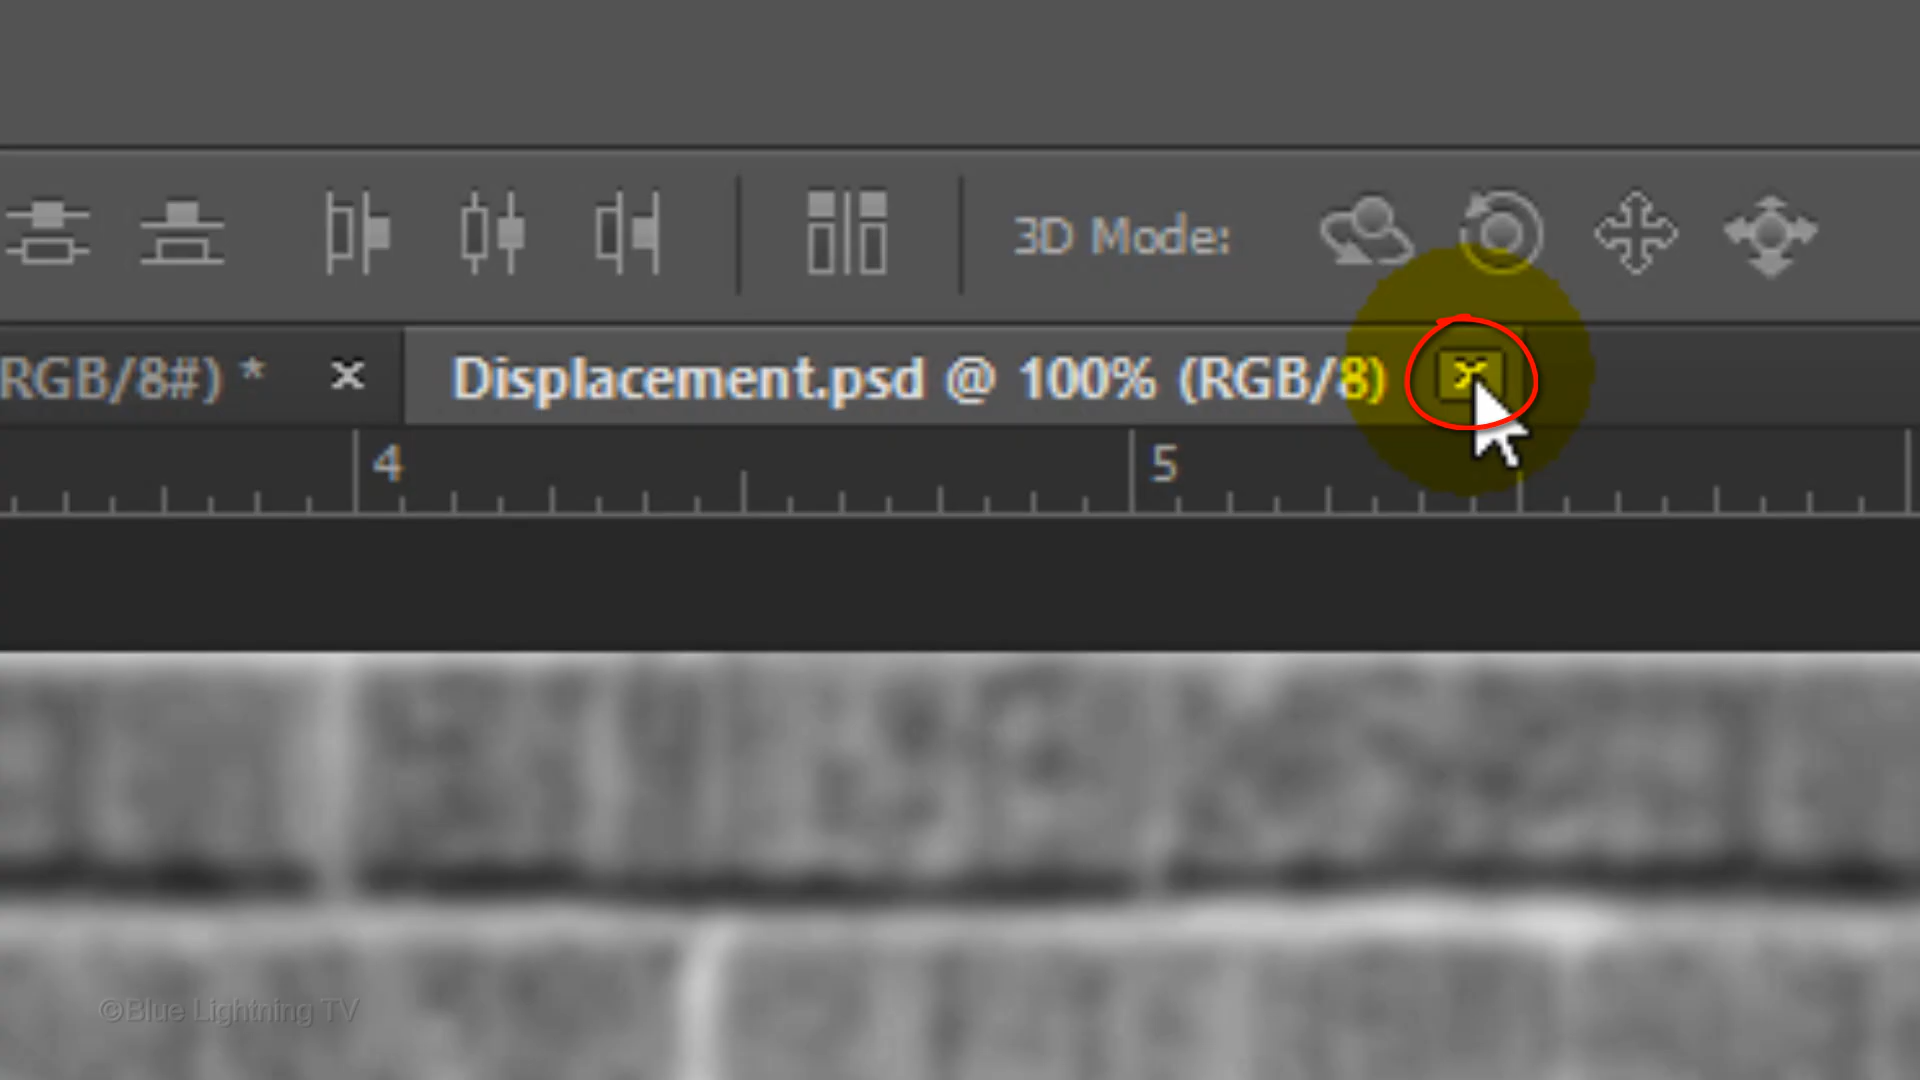 3D Mode:
RGB/8#) * ×
Displacement.psd @ 100% (RGB/8) ×
4 5
©Blue Lightning TV